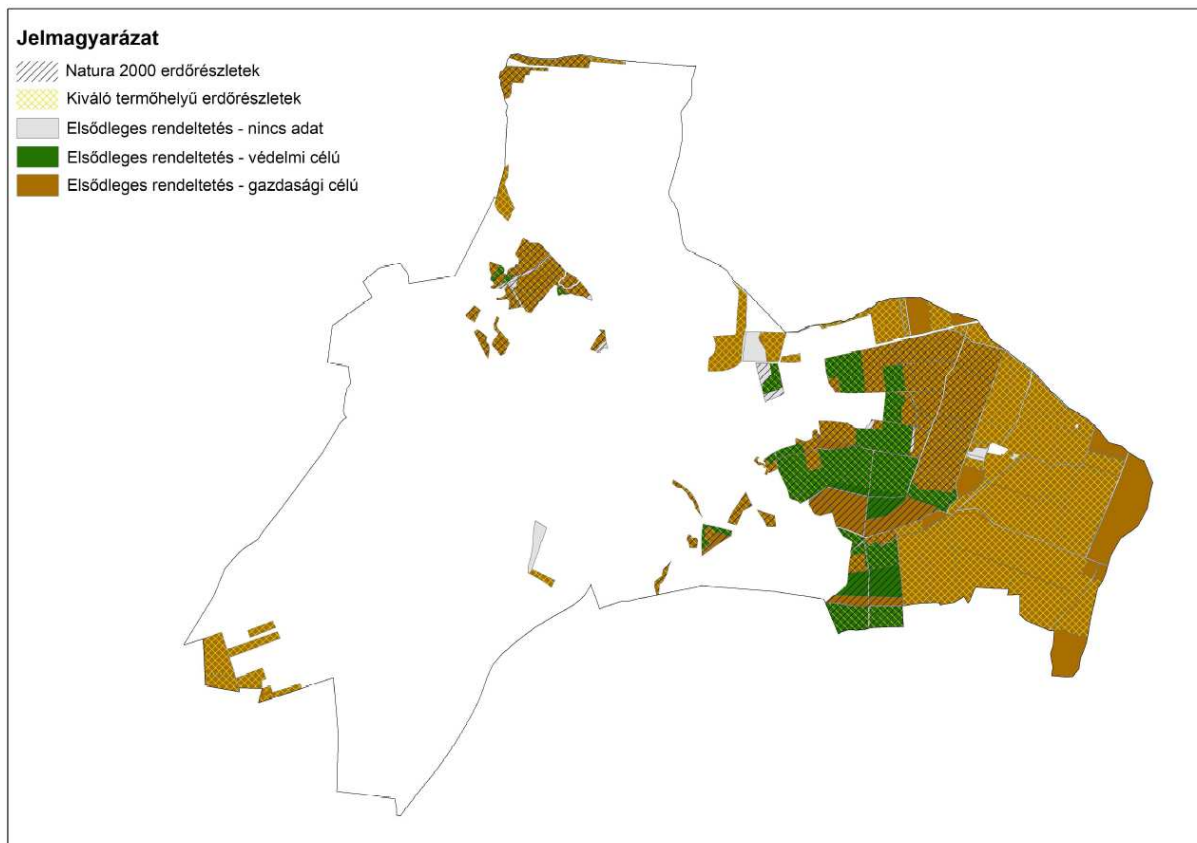 Jelmagyarázat
Natura 2000 erdőrészletek
Kiváló termőhelyű erdőrészletek
Elsődleges rendeltetés - nincs adat
Elsődleges rendeltetés - védelmi célú
Elsődleges rendeltetés - gazdasági célú